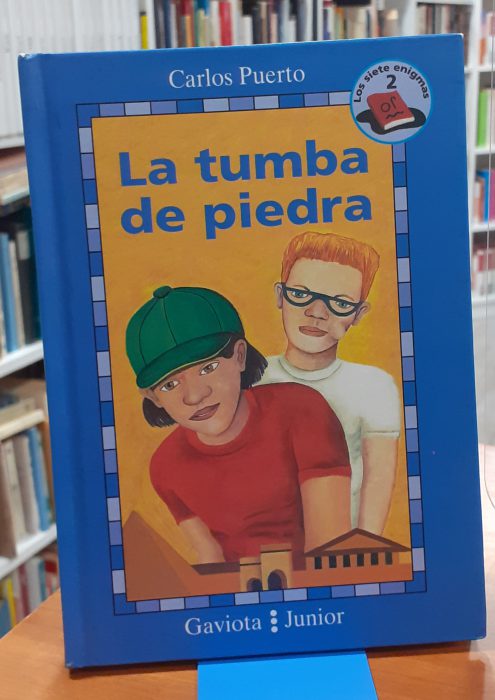 Carlos Puerto
Los siete enigmas
2
La tumba
de piedra
Gaviota Junior